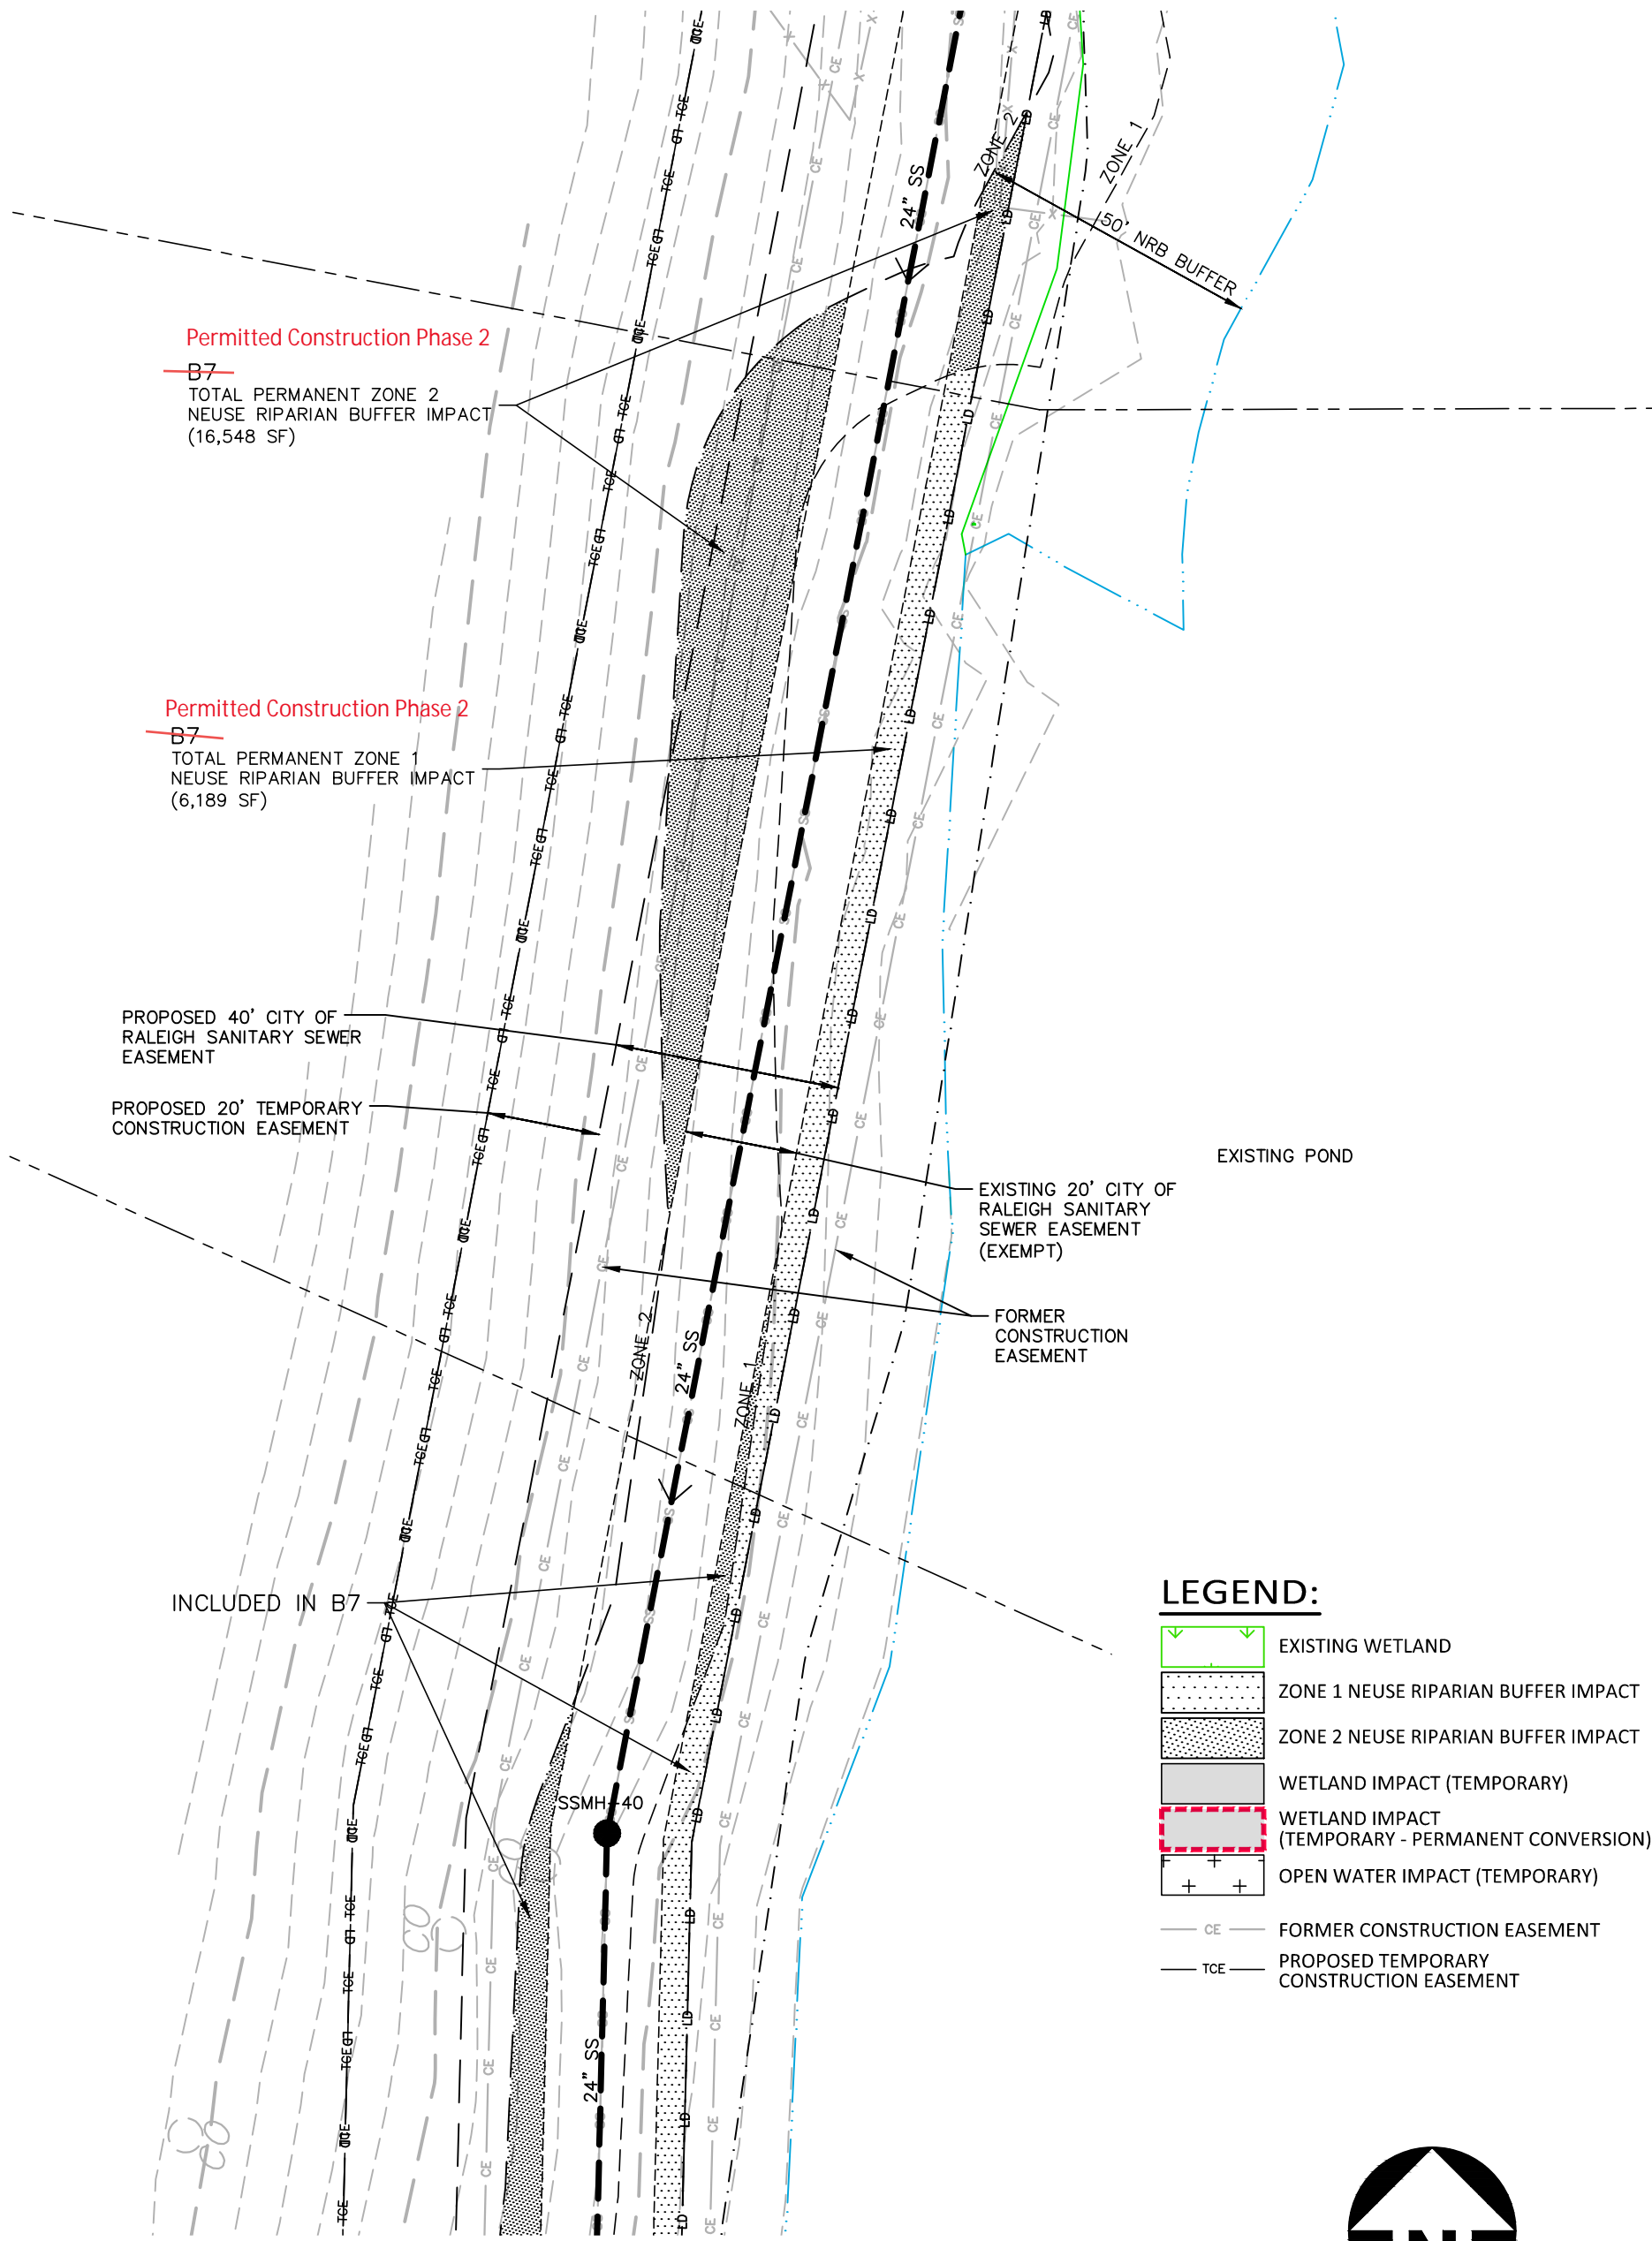 ZONE 2
ZONE 1
24" SS
50' NRB BUFFER
Permitted Construction Phase 2
B7
TOTAL PERMANENT ZONE 2
NEUSE RIPARIAN BUFFER IMPACT
(16,548 SF)
Permitted Construction Phase 2
B7
TOTAL PERMANENT ZONE 1
NEUSE RIPARIAN BUFFER IMPACT
(6,189 SF)
PROPOSED 40' CITY OF
RALEIGH SANITARY SEWER
EASEMENT
PROPOSED 20' TEMPORARY
CONSTRUCTION EASEMENT
EXISTING POND
EXISTING 20' CITY OF
RALEIGH SANITARY
SEWER EASEMENT
(EXEMPT)
FORMER
CONSTRUCTION
EASEMENT
ZONE 2
24" SS
ZONE 1
INCLUDED IN B7
SSMH-40
24" SS
LEGEND:
EXISTING WETLAND
ZONE 1 NEUSE RIPARIAN BUFFER IMPACT
ZONE 2 NEUSE RIPARIAN BUFFER IMPACT
WETLAND IMPACT (TEMPORARY)
WETLAND IMPACT
(TEMPORARY - PERMANENT CONVERSION)
OPEN WATER IMPACT (TEMPORARY)
CE FORMER CONSTRUCTION EASEMENT
TCE PROPOSED TEMPORARY
CONSTRUCTION EASEMENT